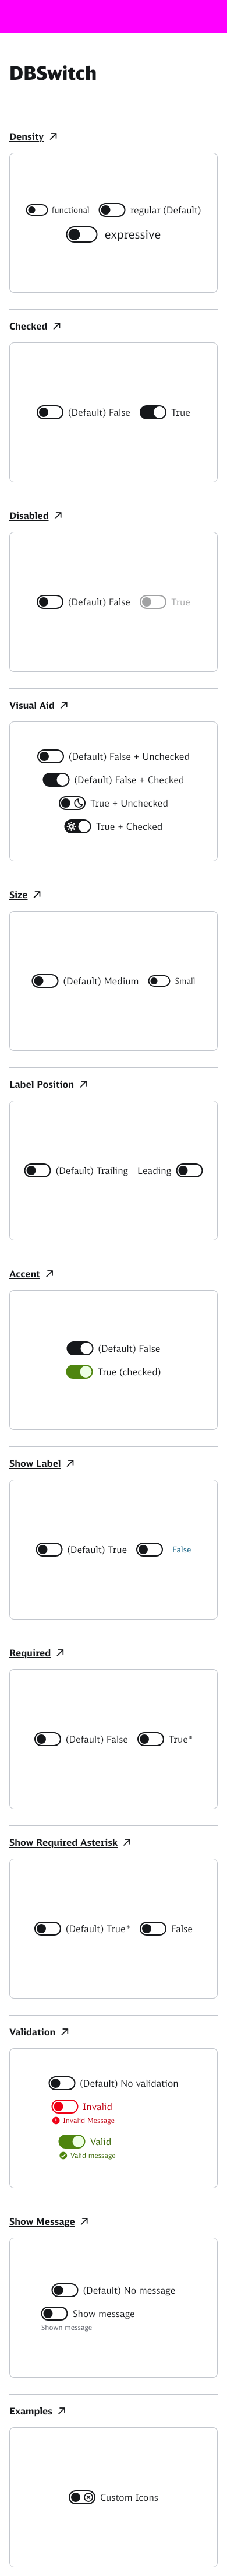 DBSwitch
Density
functional
regular (Default)
expressive
Checked
(Default) False
True
Disabled
(Default) False
True
Visual Aid
(Default) False + Unchecked
(Default) False + Checked
True + Unchecked
True + Checked
Size
(Default) Medium
Small
Label Position
(Default) Trailing
Leading
Accent
(Default) False
True (checked)
Show Label
(Default) True
False
Required
(Default) False
True*
Show Required Asterisk
(Default) True*
False
Validation
(Default) No validation
Invalid
Invalid Message
Valid
Valid message
Show Message
(Default) No message
Show message
Shown message
Examples
Custom Icons